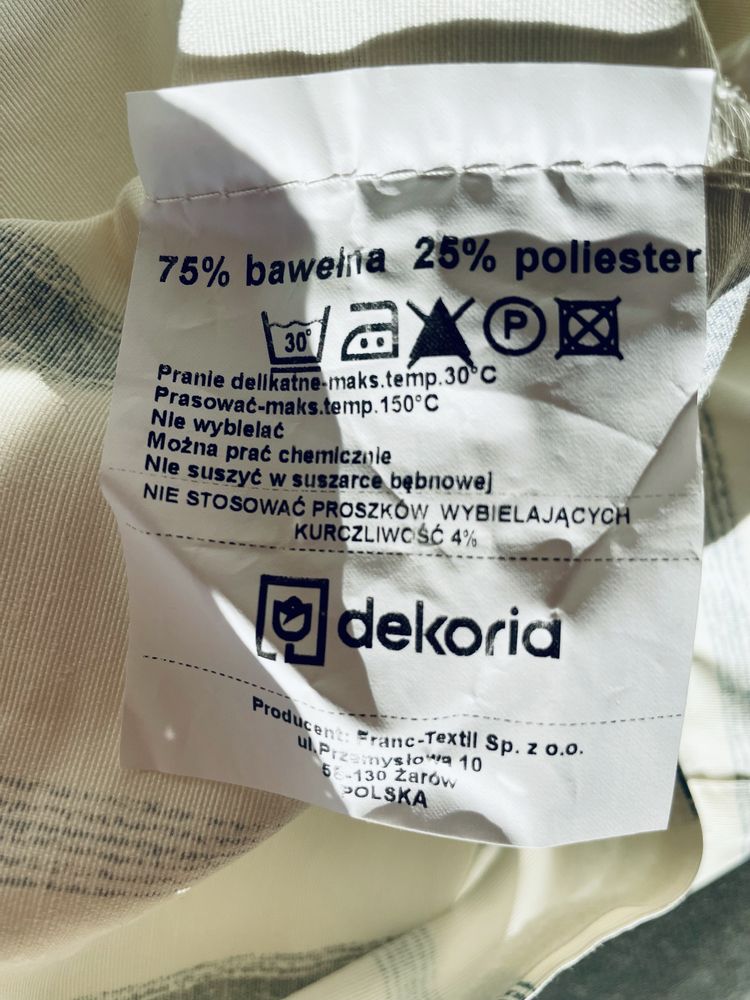 75% bawełna 25% poliester
30° P
Pranie delikatne-maks.temp.30°C
Prasować-maks.temp.150°C
Nie wybielać
Można prać chemicznie
Nie suszyć w suszarce bębnowej
NIE STOSOWAĆ PROSZKÓW WYBIELAJĄCYCH
KURCZLIWOŚĆ 4%
dekoria
Producent: Franc-Textil Sp. z o.o.
ul.Przemysłowa 10
Żarów
POLSKA